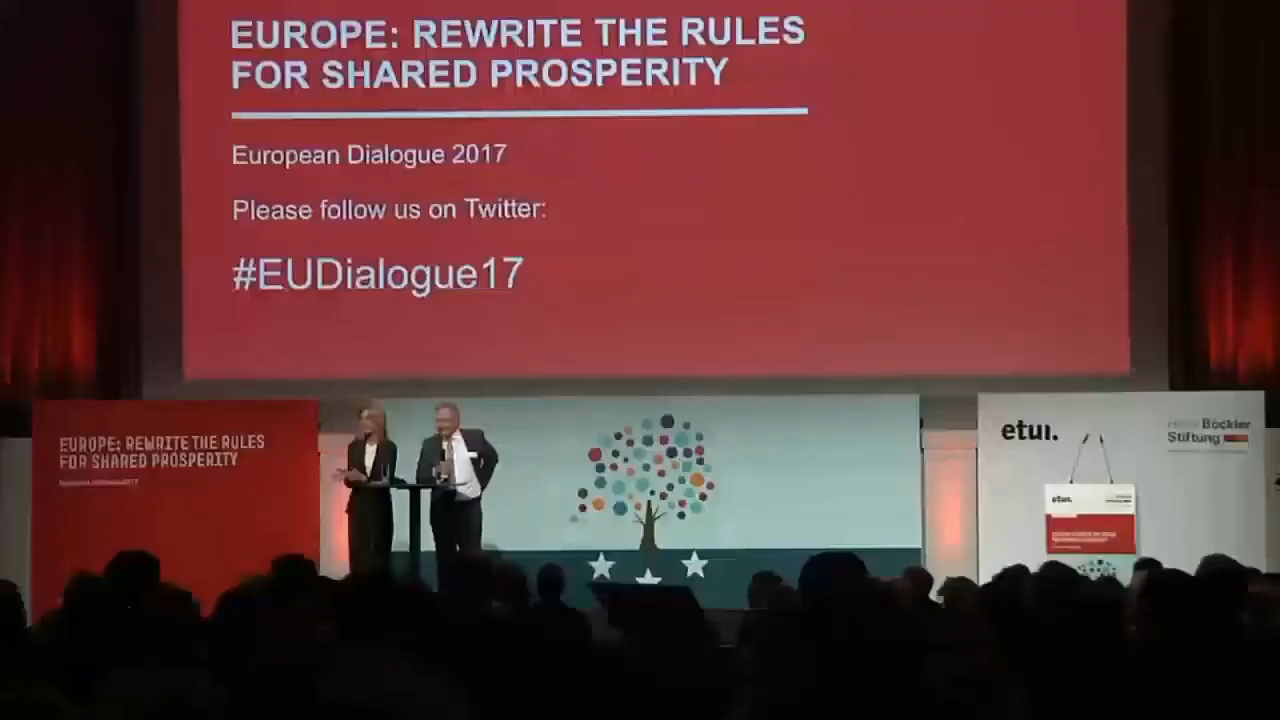 EUROPE: REWRITE THE RULES
FOR SHARED PROSPERITY
European Dialogue 2017
Please follow us on Twitter:
#EUDialogue17
EUROPE: REWRITE THE RULES
FOR SHARED PROSPERITY
etui.
Hans Böckler
Stiftung
etui.